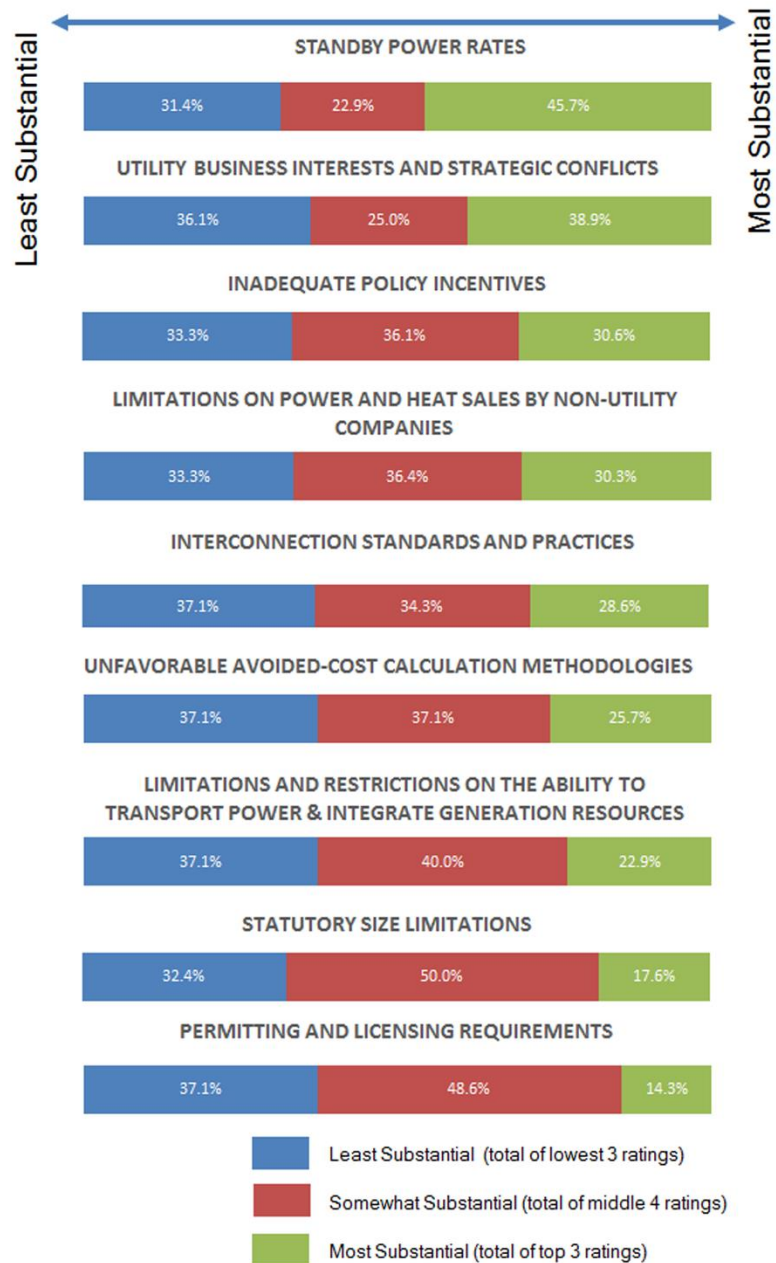 Least Substantial
Most Substantial
STANDBY POWER RATES
31.4% 22.9% 45.7%
UTILITY BUSINESS INTERESTS AND STRATEGIC CONFLICTS
36.1% 25.0% 38.9%
INADEQUATE POLICY INCENTIVES
33.3% 36.1% 30.6%
LIMITATIONS ON POWER AND HEAT SALES BY NON-UTILITY
COMPANIES
33.3% 36.4% 30.3%
INTERCONNECTION STANDARDS AND PRACTICES
37.1% 34.3% 28.6%
UNFAVORABLE AVOIDED-COST CALCULATION METHODOLOGIES
37.1% 37.1% 25.7%
LIMITATIONS AND RESTRICTIONS ON THE ABILITY TO
TRANSPORT POWER & INTEGRATE GENERATION RESOURCES
37.1% 40.0% 22.9%
STATUTORY SIZE LIMITATIONS
32.4% 50.0% 17.6%
PERMITTING AND LICENSING REQUIREMENTS
37.1% 48.6% 14.3%
Least Substantial (total of lowest 3 ratings)
Somewhat Substantial (total of middle 4 ratings)
Most Substantial (total of top 3 ratings)